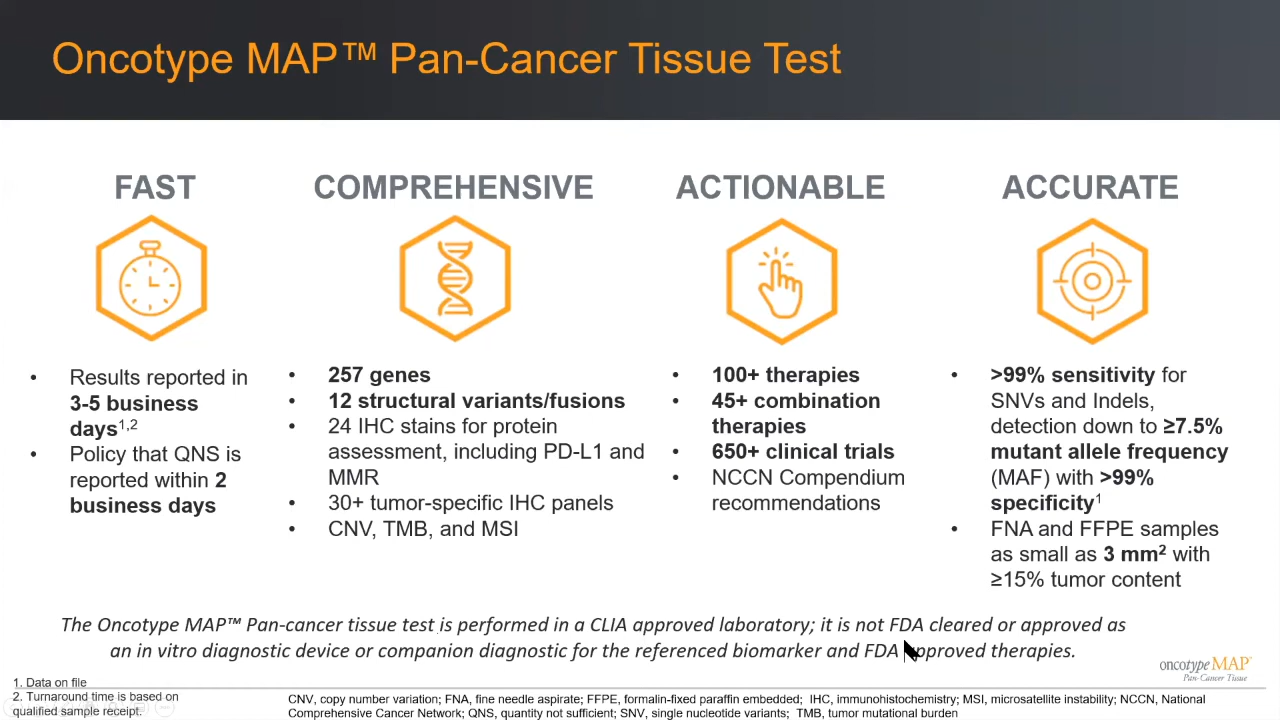 Oncotype MAP™ Pan-Cancer Tissue Test
FAST
• Results reported in
3-5 business
days1,2
• Policy that QNS is
reported within 2
business days
COMPREHENSIVE
• 257 genes
• 12 structural variants/fusions
• 24 IHC stains for protein
assessment, including PD-L1 and
MMR
• 30+ tumor-specific IHC panels
• CNV, TMB, and MSI
ACTIONABLE
• 100+ therapies
• 45+ combination
therapies
• 650+ clinical trials
• NCCN Compendium
recommendations
ACCURATE
• >99% sensitivity for
SNVs and Indels,
detection down to ≥7.5%
mutant allele frequency
(MAF) with >99%
specificity1
• FNA and FFPE samples
as small as 3 mm2 with
≥15% tumor content
The Oncotype MAP™ Pan-cancer tissue test is performed in a CLIA approved laboratory; it is not FDA cleared or approved as
an in vitro diagnostic device or companion diagnostic for the referenced biomarker and FDA approved therapies.
oncotype MAP®
Pan-Cancer Tissue
1. Data on file
2. Turnaround time is based on
qualified sample receipt.
CNV, copy number variation; FNA, fine needle aspirate; FFPE, formalin-fixed paraffin embedded; IHC, immunohistochemistry; MSI, microsatellite instability; NCCN, National
Comprehensive Cancer Network; QNS, quantity not sufficient; SNV, single nucleotide variants; TMB, tumor mutational burden